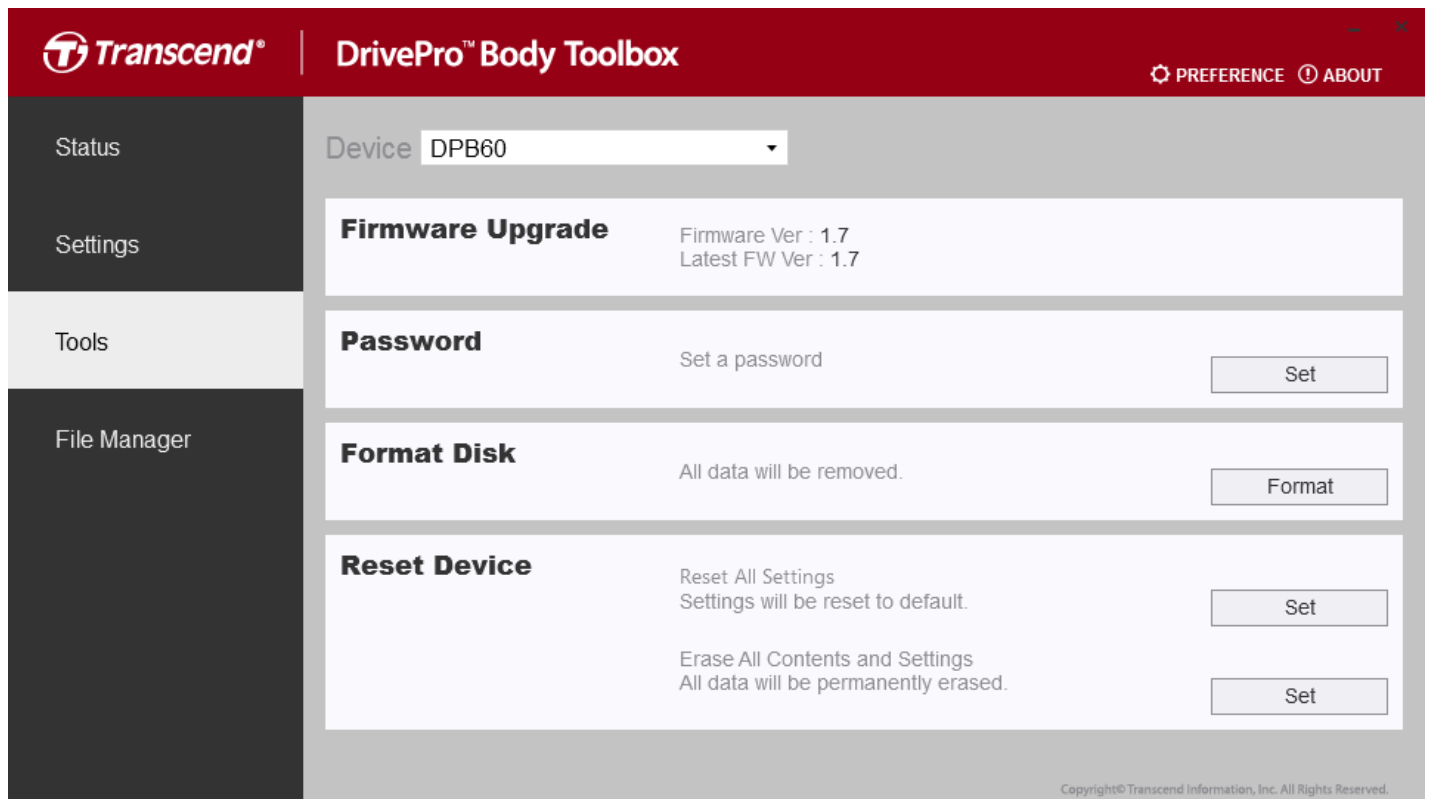 Transcend®
DrivePro™ Body Toolbox
PREFERENCE ABOUT
Status
Settings
Tools
File Manager
Device DPB60
Firmware Upgrade
Firmware Ver : 1.7
Latest FW Ver : 1.7
Password
Set a password
Set
Format Disk
All data will be removed.
Format
Reset Device
Reset All Settings
Settings will be reset to default.
Set
Erase All Contents and Settings
All data will be permanently erased.
Set
Copyright© Transcend Information, Inc. All Rights Reserved.